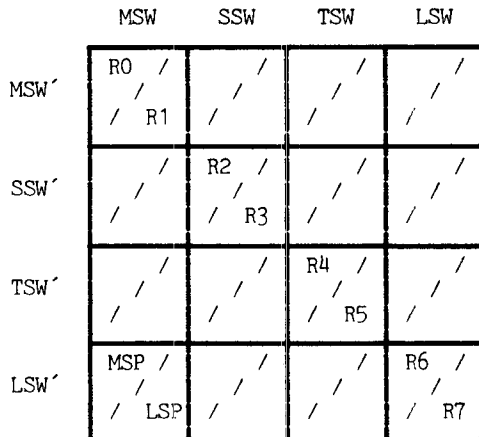 MSW SSW TSW LSW
MSW´ R0
R1
SSW´ R2
R3
TSW´ R4
R5
LSW´ MSP R6
LSP R7